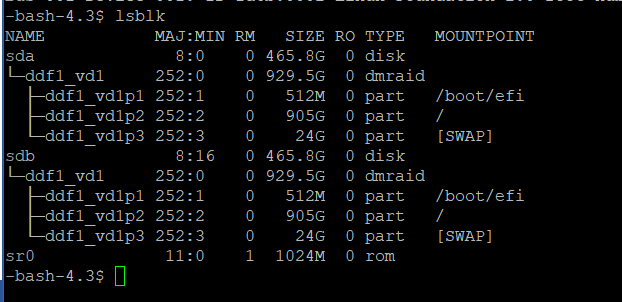 -bash-4.3$ lsblk
NAME            MAJ:MIN RM   SIZE RO TYPE   MOUNTPOINT
sda               8:0    0 465.8G  0 disk
└─ddf1_vd1      252:0    0 929.5G  0 dmraid
  ├─ddf1_vd1p1 252:1    0   512M  0 part   /boot/efi
  ├─ddf1_vd1p2 252:2    0   905G  0 part   /
  └─ddf1_vd1p3 252:3    0    24G  0 part   [SWAP]
sdb               8:16   0 465.8G  0 disk
└─ddf1_vd1      252:0    0 929.5G  0 dmraid
  ├─ddf1_vd1p1 252:1    0   512M  0 part   /boot/efi
  ├─ddf1_vd1p2 252:2    0   905G  0 part   /
  └─ddf1_vd1p3 252:3    0    24G  0 part   [SWAP]
sr0              11:0    1  1024M  0 rom
-bash-4.3$